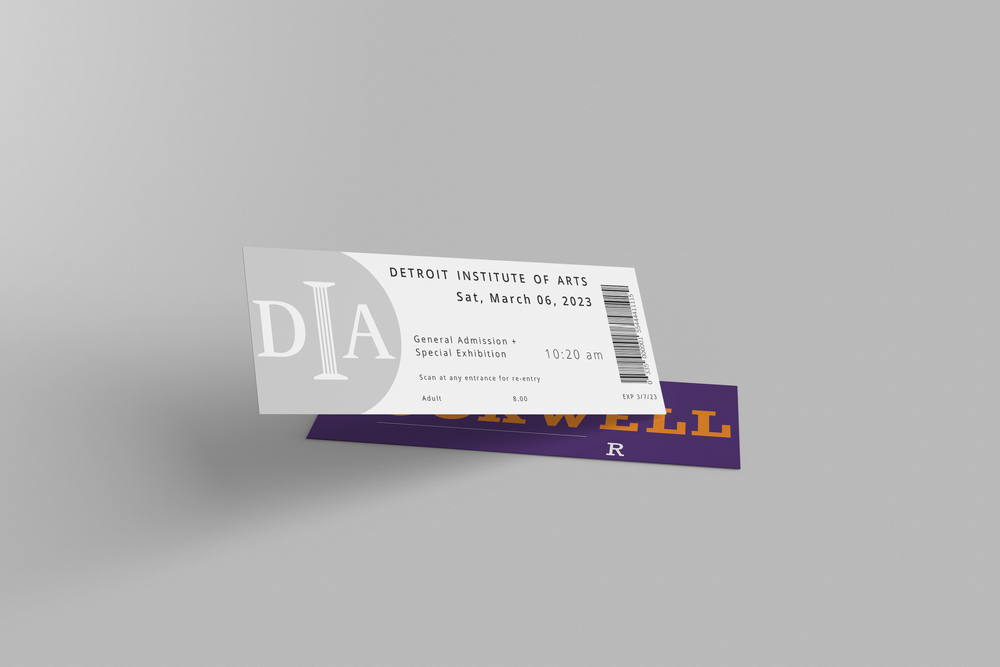 DIA
DETROIT INSTITUTE OF ARTS
Sat, March 06, 2023
General Admission +
Special Exhibition
10:20 am
Scan at any entrance for re-entry
Adult 8.00
EXP 3/7/23
WELL
R